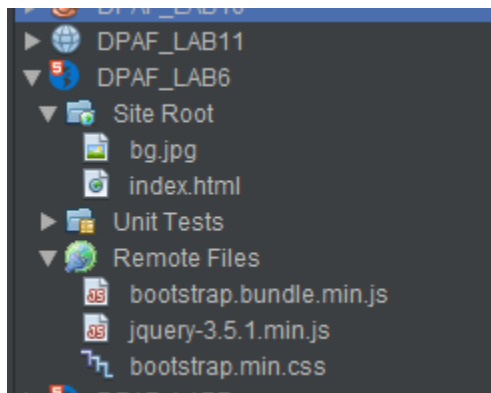 DPAF_LAB11
DPAF_LAB6
Site Root
bg.jpg
index.html
Unit Tests
Remote Files
bootstrap.bundle.min.js
jquery-3.5.1.min.js
bootstrap.min.css